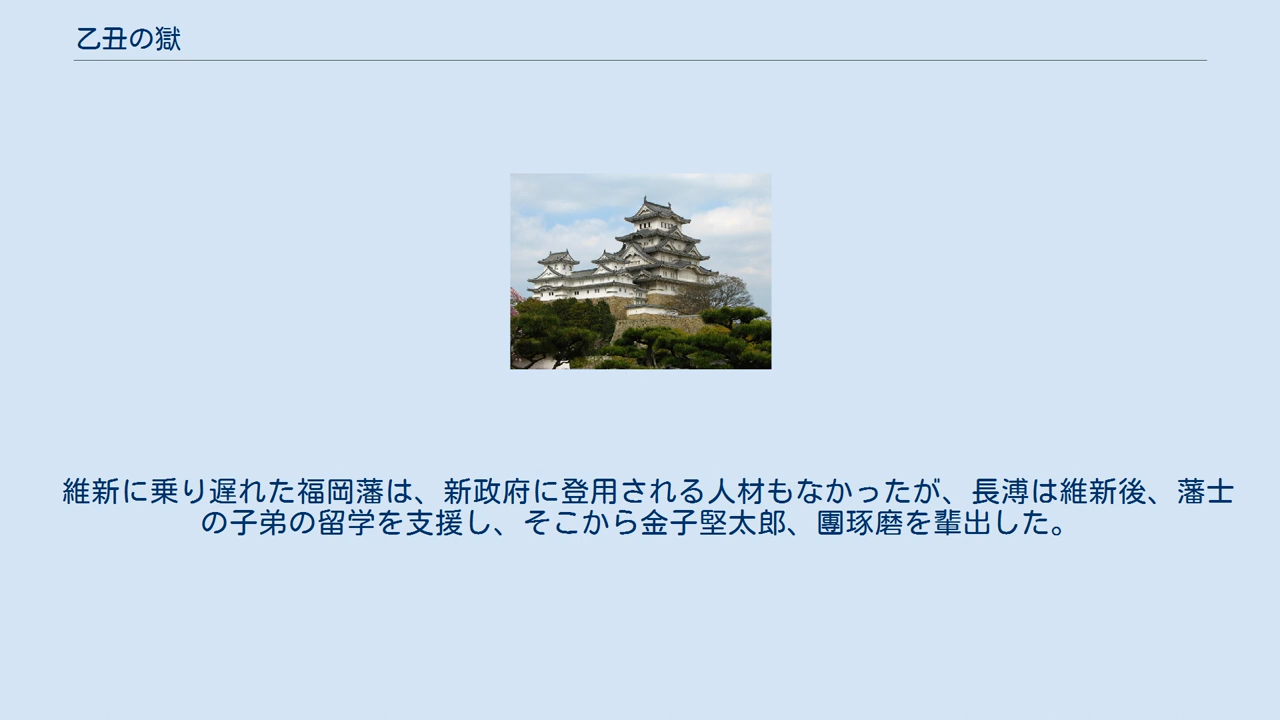 乙丑の獄
維新に乗り遅れた福岡藩は、新政府に登用される人材もなかったが、長溥は維新後、藩士
の子弟の留学を支援し、そこから金子堅太郎、團琢磨を輩出した。